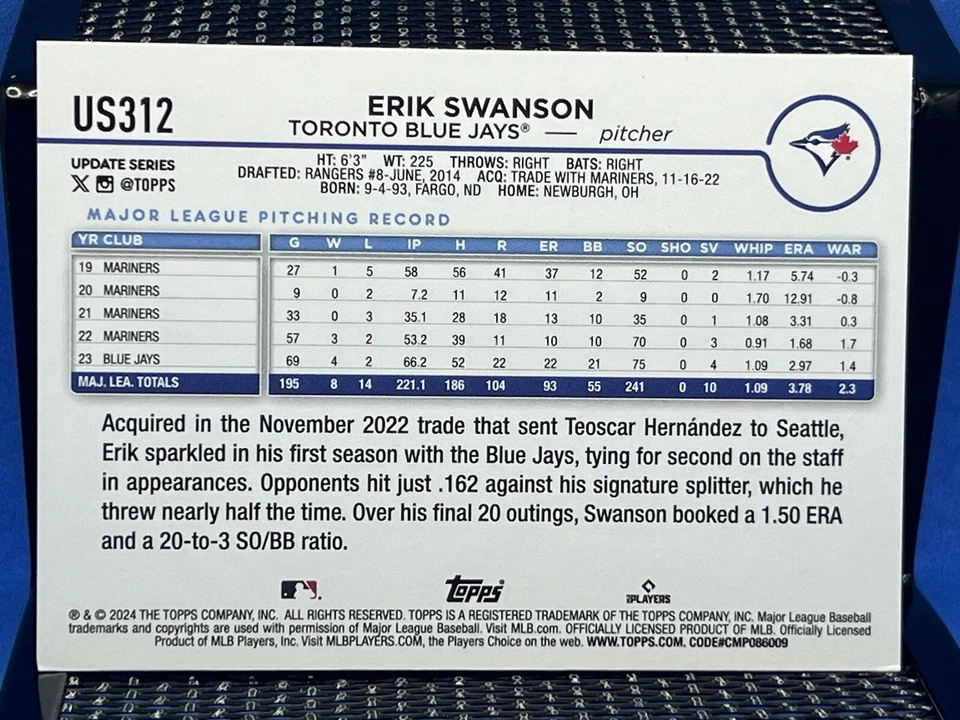 US312
ERIK SWANSON
TORONTO BLUE JAYS® — pitcher
UPDATE SERIES
@TOPPS
HT: 6'3" WT: 225 THROWS: RIGHT BATS: RIGHT
DRAFTED: RANGERS #8-JUNE, 2014 ACQ: TRADE WITH MARINERS, 11-16-22
BORN: 9-4-93, FARGO, ND HOME: NEWBURGH, OH
MAJOR LEAGUE PITCHING RECORD
YR CLUB G W L IP H R ER BB SO SHO SV WHIP ERA WAR
19 MARINERS 27 1 5 58 56 41 37 12 52 0 2 1.17 5.74 -0.3
20 MARINERS 9 0 2 7.2 11 12 11 2 9 0 0 1.70 12.91 -0.8
21 MARINERS 33 0 3 35.1 28 18 13 10 35 0 1 1.08 3.31 0.3
22 MARINERS 57 3 2 53.2 39 11 10 10 70 0 3 0.91 1.68 1.7
23 BLUE JAYS 69 4 2 66.2 52 22 22 21 75 0 4 1.09 2.97 1.4
MAJ. LEA. TOTALS 195 8 14 221.1 186 104 93 55 241 0 10 1.09 3.78 2.3
Acquired in the November 2022 trade that sent Teoscar Hernández to Seattle,
Erik sparkled in his first season with the Blue Jays, tying for second on the staff
in appearances. Opponents hit just .162 against his signature splitter, which he
threw nearly half the time. Over his final 20 outings, Swanson booked a 1.50 ERA
and a 20-to-3 SO/BB ratio.
Topps
PLAYERS
® & © 2024 THE TOPPS COMPANY, INC. ALL RIGHTS RESERVED. TOPPS IS A REGISTERED TRADEMARK OF THE TOPPS COMPANY, INC. Major League Baseball
trademarks and copyrights are used with permission of Major League Baseball. Visit MLB.com. OFFICIALLY LICENSED PRODUCT OF MLB. Officially Licensed
Product of MLB Players, Inc. Visit MLBPLAYERS.COM, the Players Choice on the web. WWW.TOPPS.COM. CODE#CMP086009